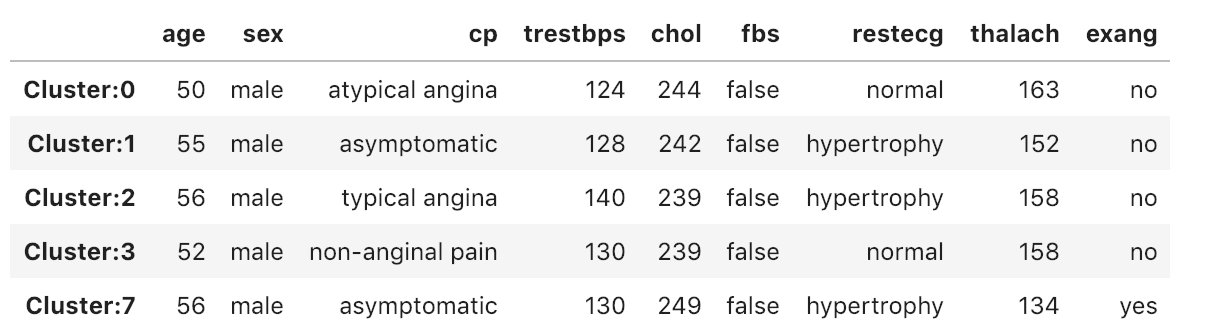 age sex cp trestbps chol fbs restecg thalach exang
Cluster:0 50 male atypical angina 124 244 false normal 163 no
Cluster:1 55 male asymptomatic 128 242 false hypertrophy 152 no
Cluster:2 56 male typical angina 140 239 false hypertrophy 158 no
Cluster:3 52 male non-anginal pain 130 239 false normal 158 no
Cluster:7 56 male asymptomatic 130 249 false hypertrophy 134 yes